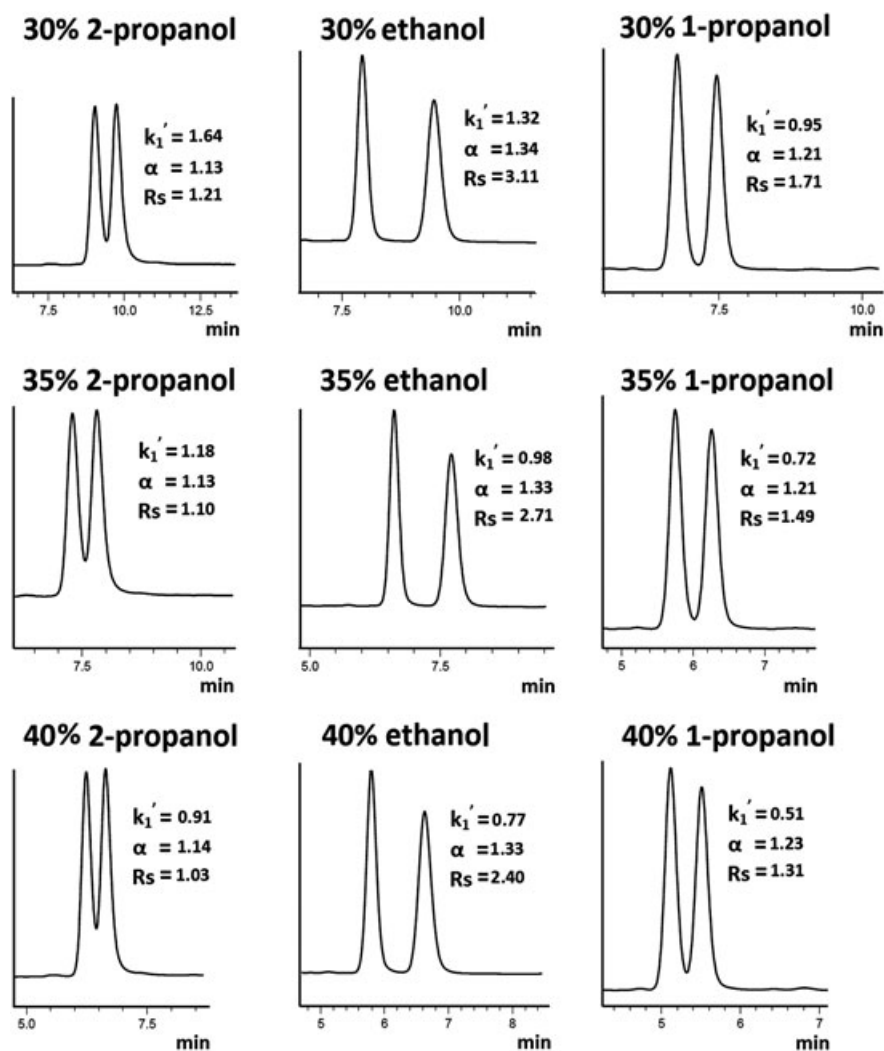 30% 2-propanol
k₁′ = 1.64
α = 1.13
Rs = 1.21
7.5 10.0 12.5
min
30% ethanol
k₁′ = 1.32
α = 1.34
Rs = 3.11
7.5 10.0
min
30% 1-propanol
k₁′ = 0.95
α = 1.21
Rs = 1.71
7.5 10.0
min
35% 2-propanol
k₁′ = 1.18
α = 1.13
Rs = 1.10
7.5 10.0
min
35% ethanol
k₁′ = 0.98
α = 1.33
Rs = 2.71
5.0 7.5
min
35% 1-propanol
k₁′ = 0.72
α = 1.21
Rs = 1.49
5 6 7
min
40% 2-propanol
k₁′ = 0.91
α = 1.14
Rs = 1.03
5.0 7.5
min
40% ethanol
k₁′ = 0.77
α = 1.33
Rs = 2.40
5 6 7 8
min
40% 1-propanol
k₁′ = 0.51
α = 1.23
Rs = 1.31
5 6 7
min